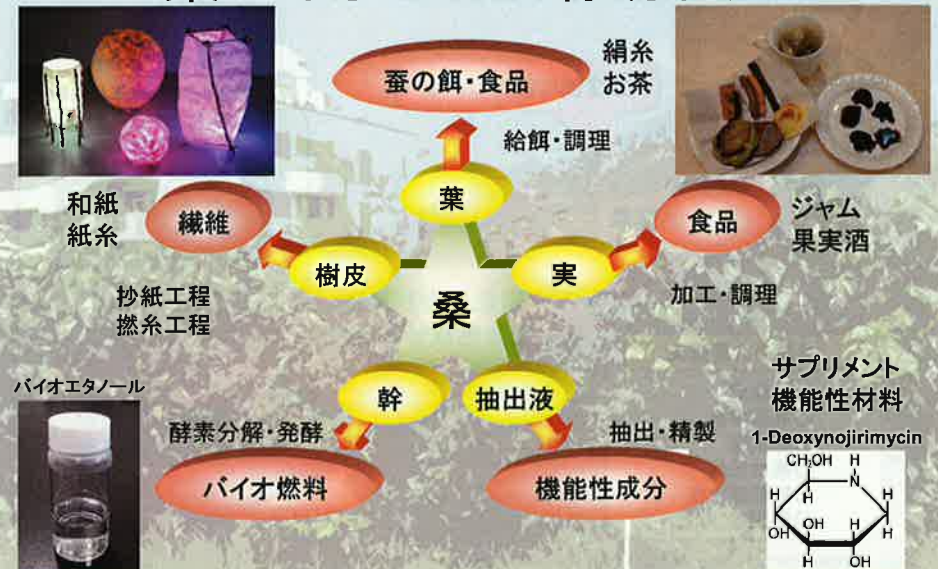 蚕の餌・食品
絹糸
お茶
給餌・調理
葉
和紙
紙糸
繊維
樹皮
抄紙工程
撚糸工程
食品
ジャム
果実酒
実
加工・調理
桑
バイオエタノール
幹
酵素分解・発酵
バイオ燃料
抽出液
抽出・精製
機能性成分
サプリメント
機能性材料
1-Deoxynojirimycin
CH₂OH H
N
H H H
OH H
OH H
H OH